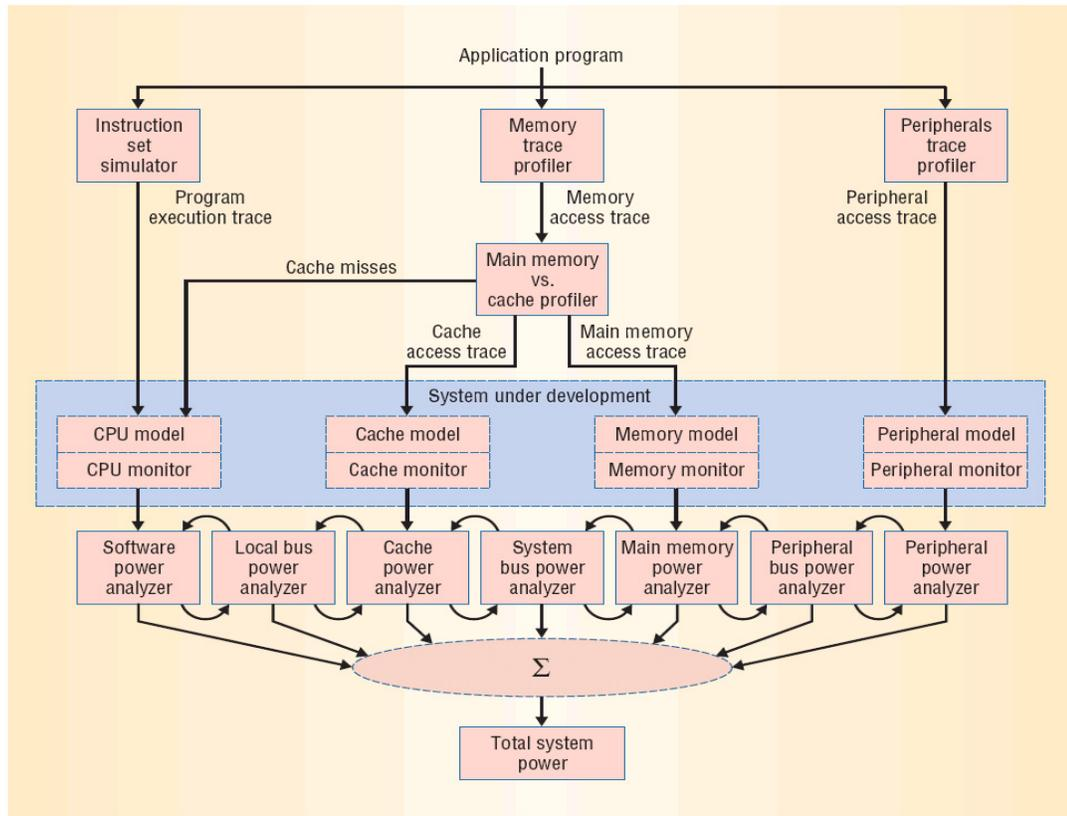 Application program
Instruction
set
simulator
Memory
trace
profiler
Peripherals
trace
profiler
Program
execution trace
Memory
access trace
Peripheral
access trace
Main memory
vs.
cache profiler
Cache misses
Cache
access trace
Main memory
access trace
System under development
CPU model
CPU monitor
Cache model
Cache monitor
Memory model
Memory monitor
Peripheral model
Peripheral monitor
Software
power
analyzer
Local bus
power
analyzer
Cache
power
analyzer
System
bus power
analyzer
Main memory
power
analyzer
Peripheral
bus power
analyzer
Peripheral
power
analyzer
Σ
Total system
power